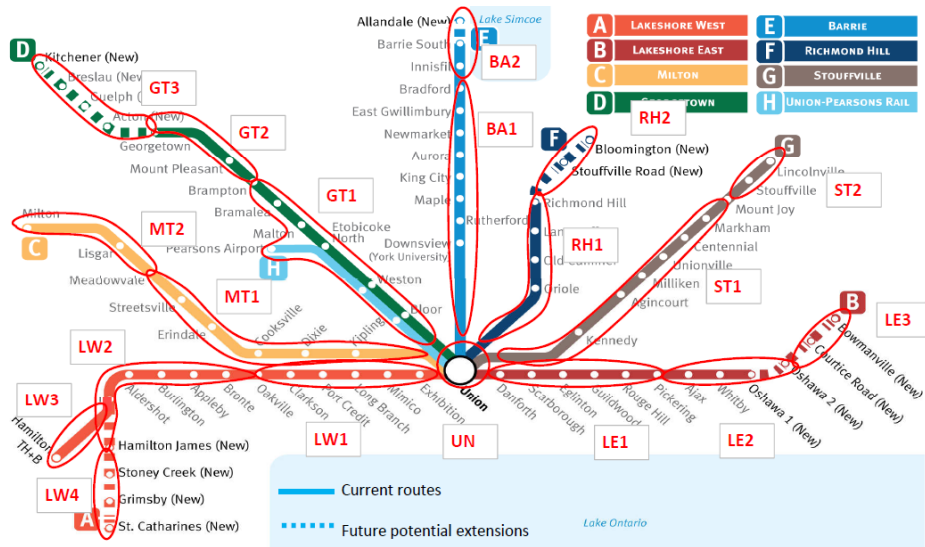 Allandale (New)
Lake Simcoe
E
Barrie South
Innisfil
BA2
Bradford
East Gwillimbury
Newmarket
BA1
Aurora
King City
Maple
Rutherford
Downsview
(York University)
A
LAKESHORE WEST
B
LAKESHORE EAST
C
MILTON
D
E
BARRIE
F
RICHMOND HILL
G
STOUFFVILLE
H
UNION-PEARSONS RAIL
D
Kitchener (New)
Breslau (New)
Guelph (New)
Acton (New)
Georgetown
GT3
GT2
Mount Pleasant
Brampton
GT1
Bramalea
Malton
Etobicoke
North
Pearsons Airport
H
Weston
Bloor
RH2
F
Bloomington (New)
Stouffville Road (New)
Richmond Hill
RH1
Oriole
G
Lincolnville
Stouffville
ST2
Mount Joy
Markham
Centennial
Unionville
Milliken
ST1
Agincourt
Kennedy
Milton
C
MT2
Lisgar
Meadowvale
MT1
Streetsville
Erindale
Cooksville
Dixie
Kipling
LW2
LW3
Hamilton
TH+B
Aldershot
Burlington
Appleby
Bronte
Oakville
Clarkson
Port Credit
Long Branch
Mimico
Exhibition
Union
LW1
UN
Hamilton James (New)
Stoney Creek (New)
LW4
Grimsby (New)
A
St. Catharines (New)
Danforth
Scarborough
Eglinton
Guildwood
Rouge Hill
Pickering
Ajax
Whitby
Oshawa 1 (New)
Oshawa 2 (New)
Courtice Road (New)
Bowmanville (New)
B
LE3
LE1
LE2
Current routes
Future potential extensions
Lake Ontario